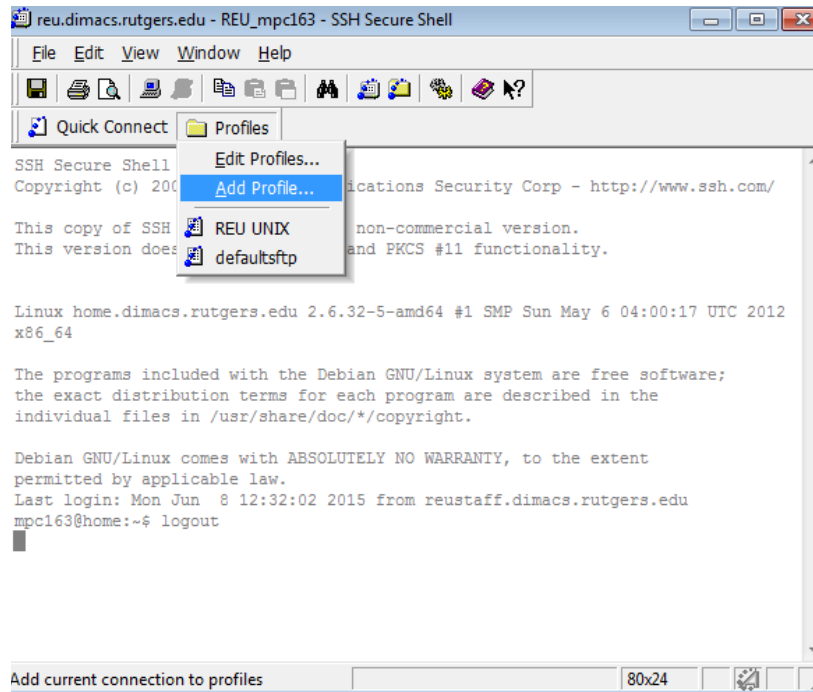 reu.dimacs.rutgers.edu - REU_mpc163 - SSH Secure Shell
File Edit View Window Help
Quick Connect Profiles
Edit Profiles...
Add Profile...
REU UNIX
defaultsftp
SSH Secure Shell
Copyright (c) 200 ications Security Corp - http://www.ssh.com/
This copy of SSH non-commercial version.
This version does and PKCS #11 functionality.
Linux home.dimacs.rutgers.edu 2.6.32-5-amd64 #1 SMP Sun May 6 04:00:17 UTC 2012
x86_64
The programs included with the Debian GNU/Linux system are free software;
the exact distribution terms for each program are described in the
individual files in /usr/share/doc/*/copyright.
Debian GNU/Linux comes with ABSOLUTELY NO WARRANTY, to the extent
permitted by applicable law.
Last login: Mon Jun  8 12:32:02 2015 from reustaff.dimacs.rutgers.edu
mpc163@home:~$ logout
Add current connection to profiles 80x24